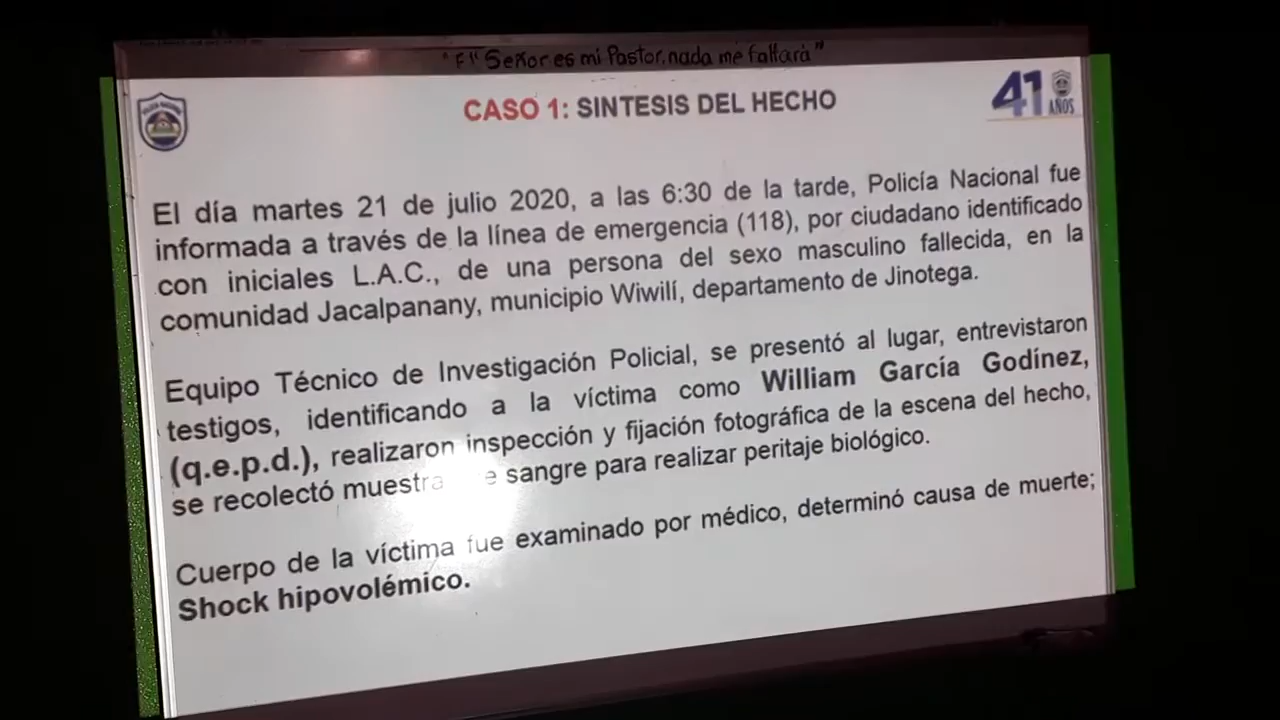 Señor es mi Pastor, nada me faltará"
CASO 1: SINTESIS DEL HECHO
41 AÑOS
El día martes 21 de julio 2020, a las 6:30 de la tarde, Policía Nacional fue
informada a través de la línea de emergencia (118), por ciudadano identificado
con iniciales L.A.C., de una persona del sexo masculino fallecida, en la
comunidad Jacalpanany, municipio Wiwilí, departamento de Jinotega.
Equipo Técnico de Investigación Policial, se presentó al lugar, entrevistaron
testigos, identificando a la víctima como William García Godínez,
(q.e.p.d.), realizaron inspección y fijación fotográfica de la escena del hecho,
se recolectó muestra e sangre para realizar peritaje biológico.
Cuerpo de la víctima fue examinado por médico, determinó causa de muerte;
Shock hipovolémico.